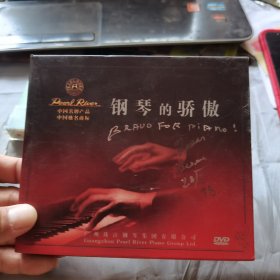 Pearl River
中国名牌产品
中国驰名商标
钢琴的骄傲
BRAVO FOR PIANO!
广州珠江钢琴集团有限公司
Guangzhou Pearl River Piano Group Ltd.
DVD